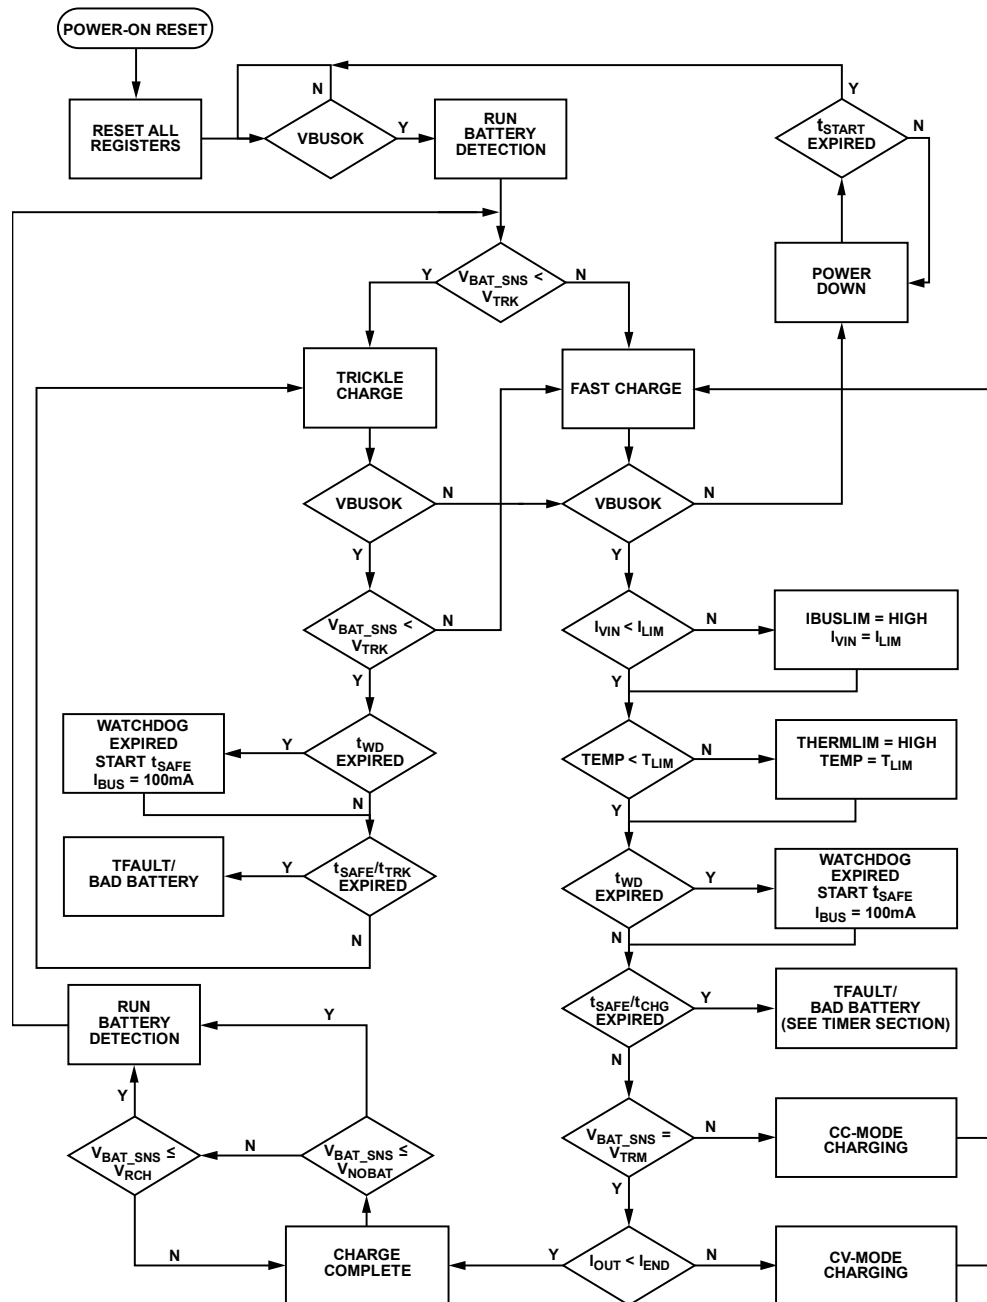 POWER-ON RESET
RESET ALL
REGISTERS
N
VBUSOK
Y
RUN
BATTERY
DETECTION
Y
tSTART
EXPIRED
N
POWER
DOWN
Y
VBAT_SNS <
VTRK
N
TRICKLE
CHARGE
FAST CHARGE
VBUSOK
N
Y
VBUSOK
N
Y
VBAT_SNS <
VTRK
N
Y
IVIN < ILIM
N
Y
IBUSLIM = HIGH
IVIN = ILIM
WATCHDOG
EXPIRED
START tSAFE
IBUS = 100mA
Y
tWD
EXPIRED
N
TEMP < TLIM
N
Y
THERMLIM = HIGH
TEMP = TLIM
TFAULT/
BAD BATTERY
Y
tSAFE/tTRK
EXPIRED
N
tWD
EXPIRED
Y
N
WATCHDOG
EXPIRED
START tSAFE
IBUS = 100mA
RUN
BATTERY
DETECTION
Y
tSAFE/tCHG
EXPIRED
Y
N
TFAULT/
BAD BATTERY
(SEE TIMER SECTION)
Y
VBAT_SNS ≤
VRCH
N
N
VBAT_SNS ≤
VNOBAT
VBAT_SNS =
VTRM
N
Y
CC-MODE
CHARGING
CHARGE
COMPLETE
Y
IOUT < IEND
N
CV-MODE
CHARGING